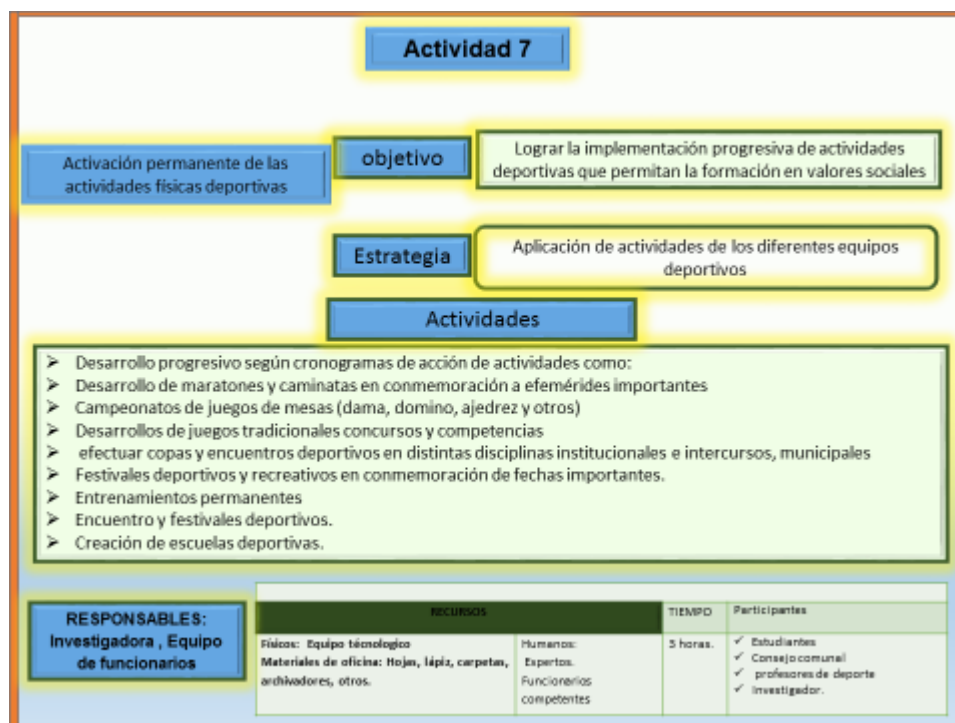 Actividad 7
Activación permanente de las
actividades físicas deportivas
objetivo
Lograr la implementación progresiva de actividades
deportivas que permitan la formación en valores sociales
Estrategia
Aplicación de actividades de los diferentes equipos
deportivos
Actividades
➤ Desarrollo progresivo según cronogramas de acción de actividades como:
➤ Desarrollo de maratones y caminatas en conmemoración a efemérides importantes
➤ Campeonatos de juegos de mesas (dama, domino, ajedrez y otros)
➤ Desarrollos de juegos tradicionales concursos y competencias
➤ efectuar copas y encuentros deportivos en distintas disciplinas institucionales e intercursos, municipales
➤ Festivales deportivos y recreativos en conmemoración de fechas importantes.
➤ Entrenamientos permanentes
➤ Encuentro y festivales deportivos.
➤ Creación de escuelas deportivas.
RESPONSABLES:
Investigadora , Equipo
de funcionarios
RECURSOS
TIEMPO
Participantes
Físicos: Equipo técnologico
Materiales de oficina: Hojas, lápiz, carpetas,
archivadores, otros.
Humanos:
Expertos.
Funcionarios
competentes
5 horas.
✓ Estudiantes
✓ Consejo comunal
✓ profesores de deporte
✓ Investigador.